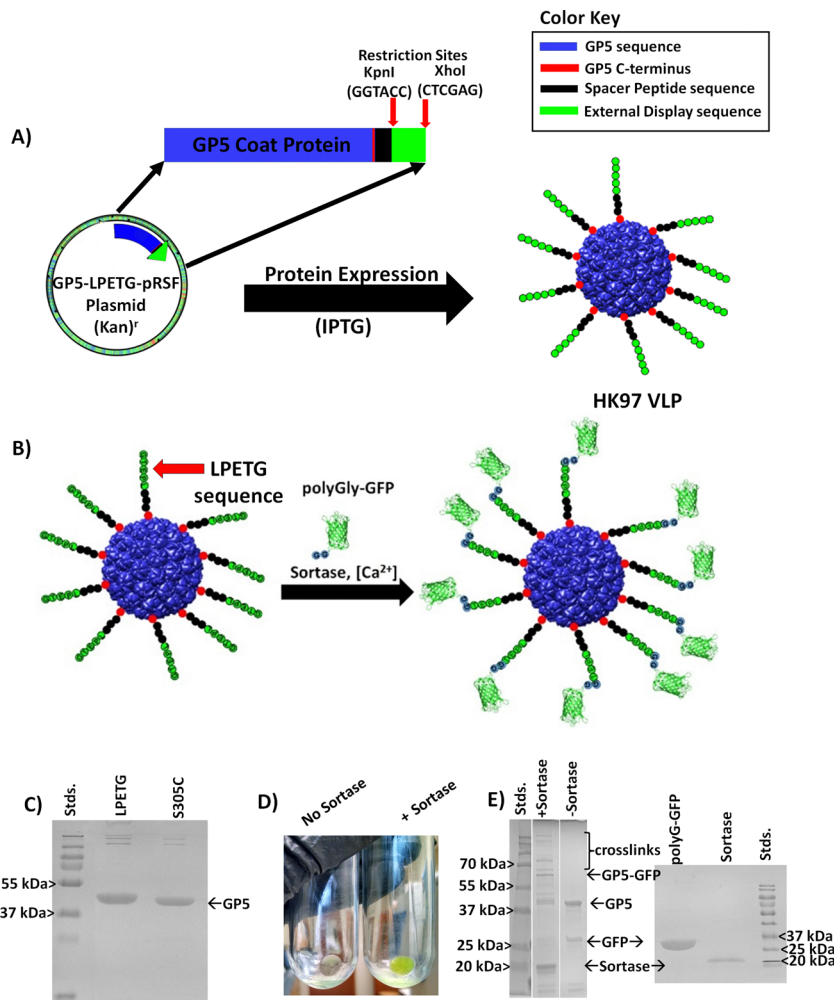 Color Key
GP5 sequence
GP5 C-terminus
Spacer Peptide sequence
External Display sequence
A)
Restriction Sites
KpnI XhoI
(GGTACC) (CTCGAG)
GP5 Coat Protein
GP5-LPETG-pRSF
Plasmid
(Kan)ʳ
Protein Expression
(IPTG)
HK97 VLP
B)
LPETG
sequence
polyGly-GFP
Sortase, [Ca²⁺]
C)
Stds.
LPETG
S305C
55 kDa>
37 kDa>
←GP5
D)
No Sortase
+ Sortase
E)
Stds.
+Sortase
-Sortase
70 kDa>
55 kDa>
37 kDa>
25 kDa>
20 kDa>
crosslinks
←GP5-GFP
←GP5
←GFP→
←Sortase→
polyG-GFP
Sortase
Stds.
<37 kDa
<25 kDa
<20 kDa